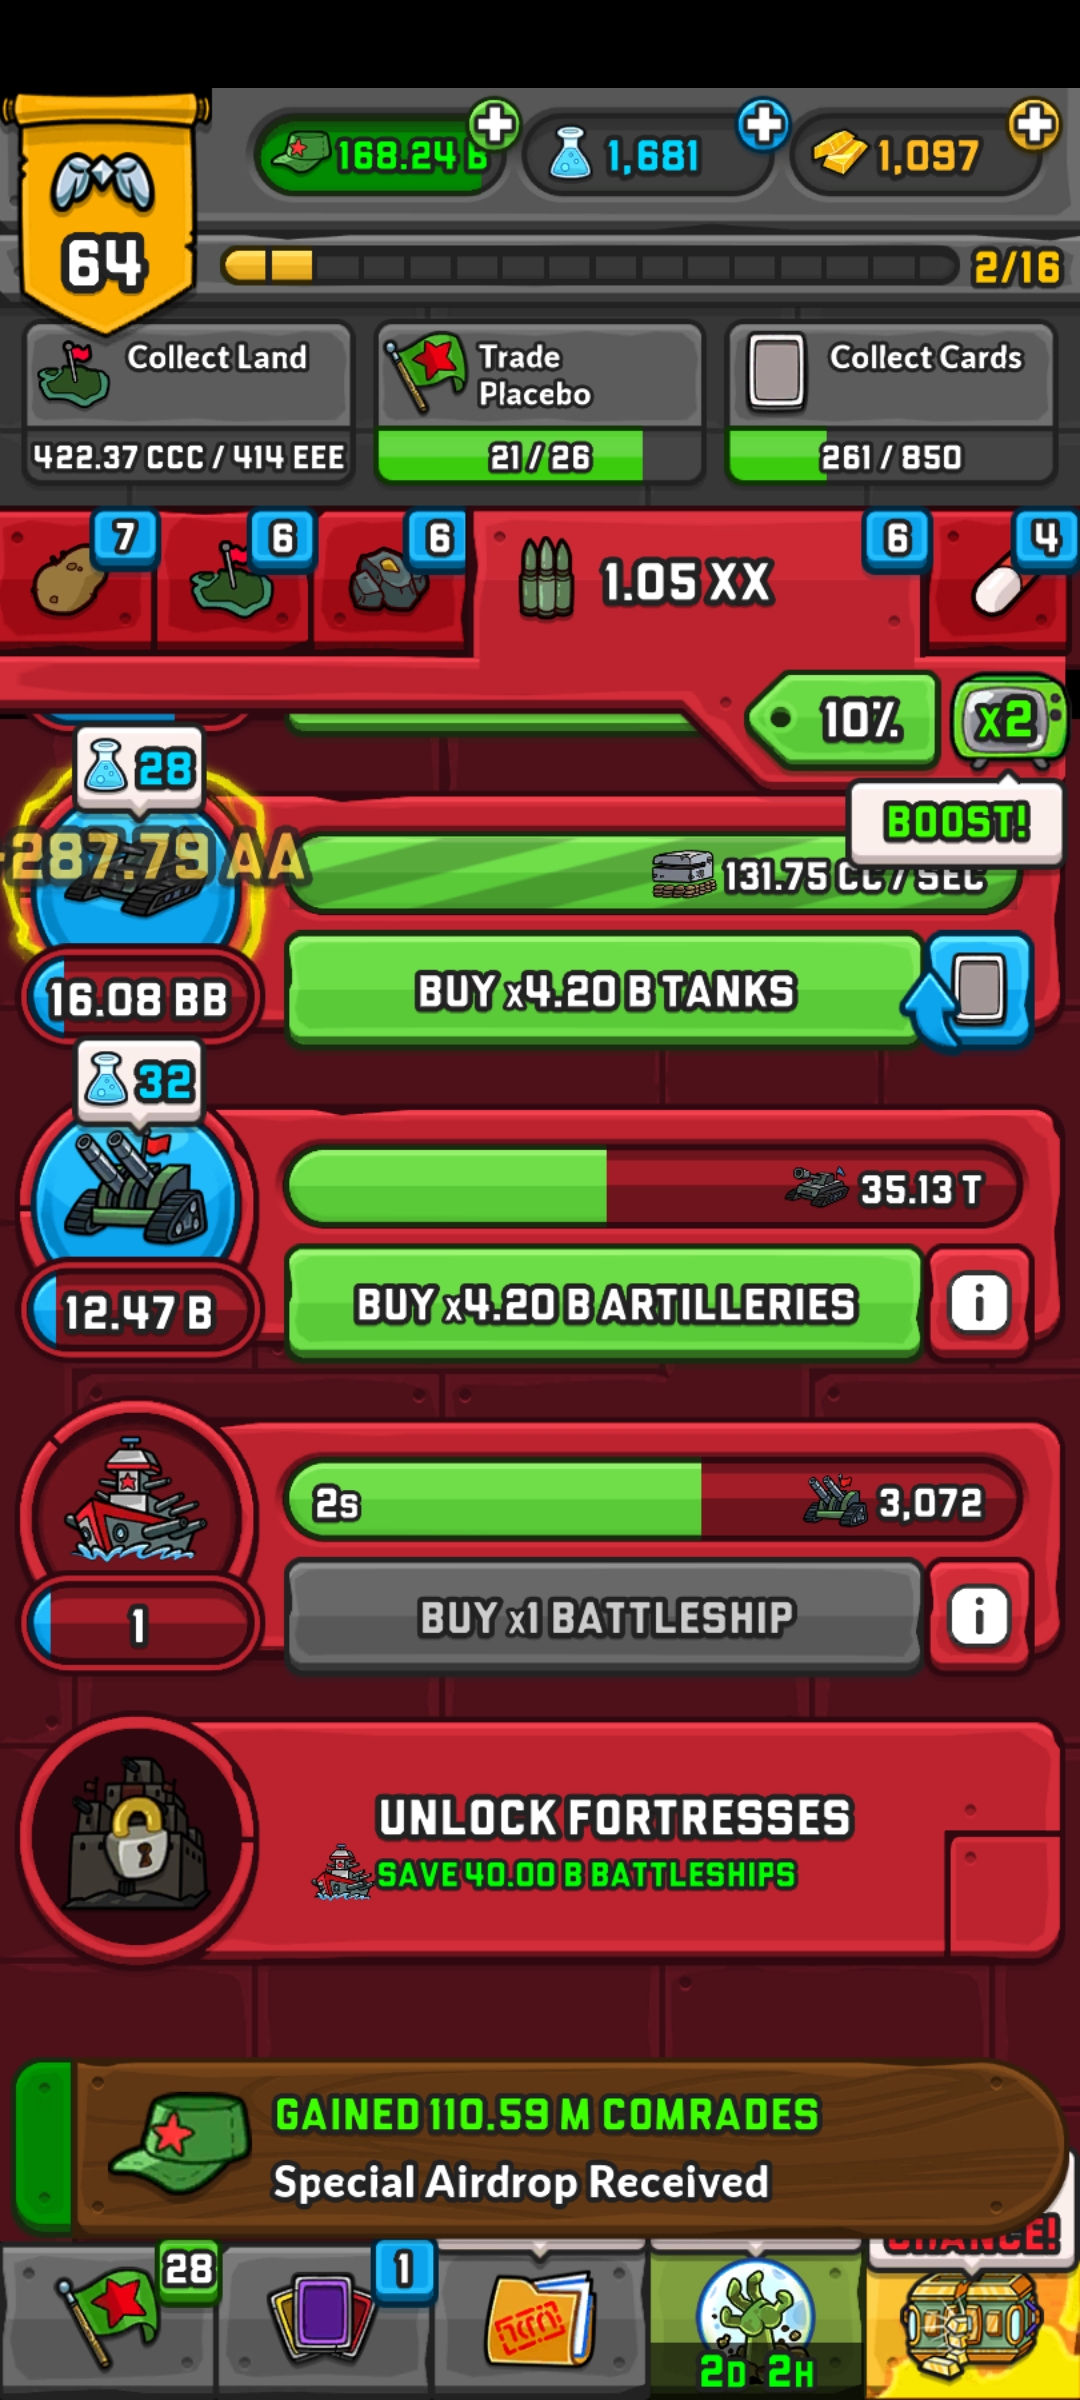 168.24 B
1,681
1,097
64
2/16
Collect Land
422.37 CCC / 414 EEE
Trade
Placebo
21 / 26
Collect Cards
261 / 850
7
6
6
1.05 XX
6
4
10%
x2
BOOST!
28
287.79 AA
131.75 CC / SEC
16.08 BB
BUY x4.20 B TANKS
32
35.13 T
12.47 B
BUY x4.20 B ARTILLERIES
i
2s
3,072
1
BUY x1 BATTLESHIP
i
UNLOCK FORTRESSES
SAVE 40.00 B BATTLESHIPS
GAINED 110.59 M COMRADES
Special Airdrop Received
CHANCE!
28
1
2D 2H